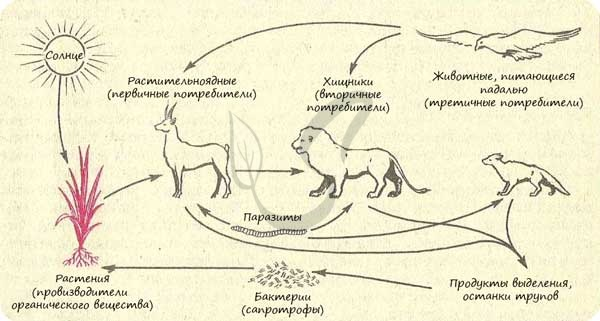 Солнце
Растительноядные
(первичные потребители)
Хищники
(вторичные
потребители)
Животные, питающиеся
падалью
(третичные потребители)
Паразиты
Растения
(провизводители
органического вещества)
Бактерии
(сапротрофы)
Продукты выделения,
останки трупов